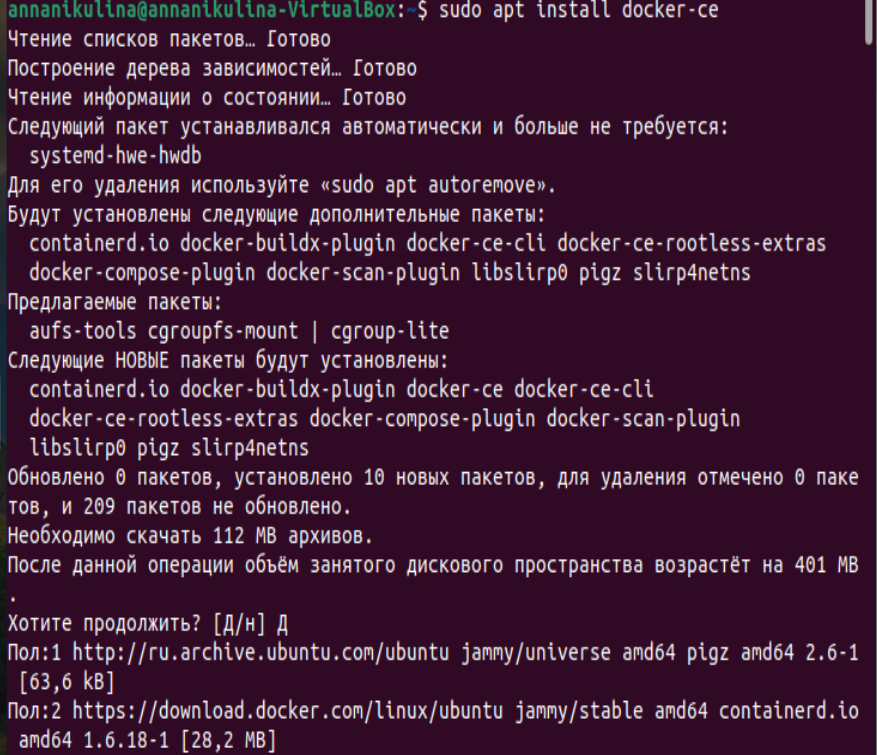 annanikulina@annanikulina-VirtualBox:~$ sudo apt install docker-ce
Чтение списков пакетов… Готово
Построение дерева зависимостей… Готово
Чтение информации о состоянии… Готово
Следующий пакет устанавливался автоматически и больше не требуется:
  systemd-hwe-hwdb
Для его удаления используйте «sudo apt autoremove».
Будут установлены следующие дополнительные пакеты:
  containerd.io docker-buildx-plugin docker-ce-cli docker-ce-rootless-extras
  docker-compose-plugin docker-scan-plugin libslirp0 pigz slirp4netns
Предлагаемые пакеты:
  aufs-tools cgroupfs-mount | cgroup-lite
Следующие НОВЫЕ пакеты будут установлены:
  containerd.io docker-buildx-plugin docker-ce docker-ce-cli
  docker-ce-rootless-extras docker-compose-plugin docker-scan-plugin
  libslirp0 pigz slirp4netns
Обновлено 0 пакетов, установлено 10 новых пакетов, для удаления отмечено 0 паке
тов, и 209 пакетов не обновлено.
Необходимо скачать 112 MB архивов.
После данной операции объём занятого дискового пространства возрастёт на 401 MB
.
Хотите продолжить? [Д/н] Д
Пол:1 http://ru.archive.ubuntu.com/ubuntu jammy/universe amd64 pigz amd64 2.6-1
 [63,6 kB]
Пол:2 https://download.docker.com/linux/ubuntu jammy/stable amd64 containerd.io
 amd64 1.6.18-1 [28,2 MB]